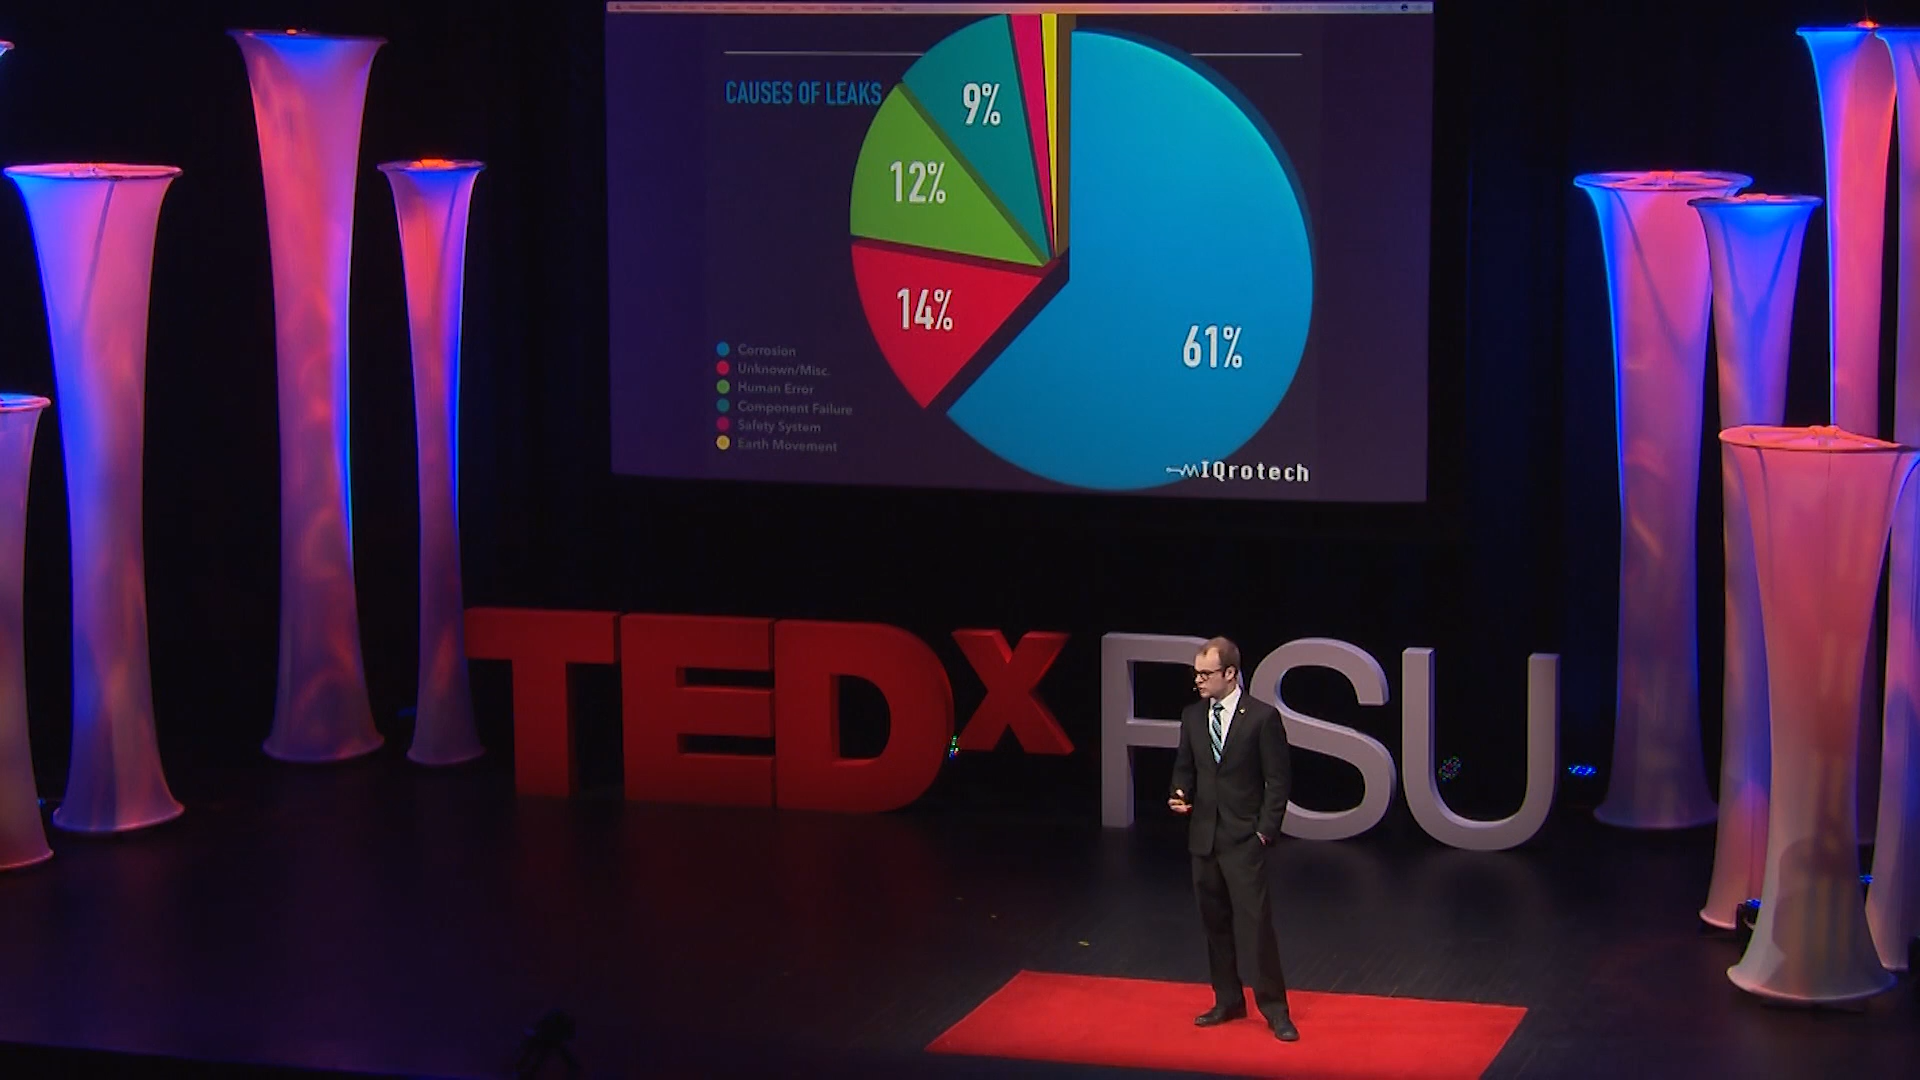 CAUSES OF LEAKS
9%
12%
14%
61%
Corrosion
Unknown/Misc.
Human Error
Component Failure
Safety System
Earth Movement
mIQrotech
TEDx PSU